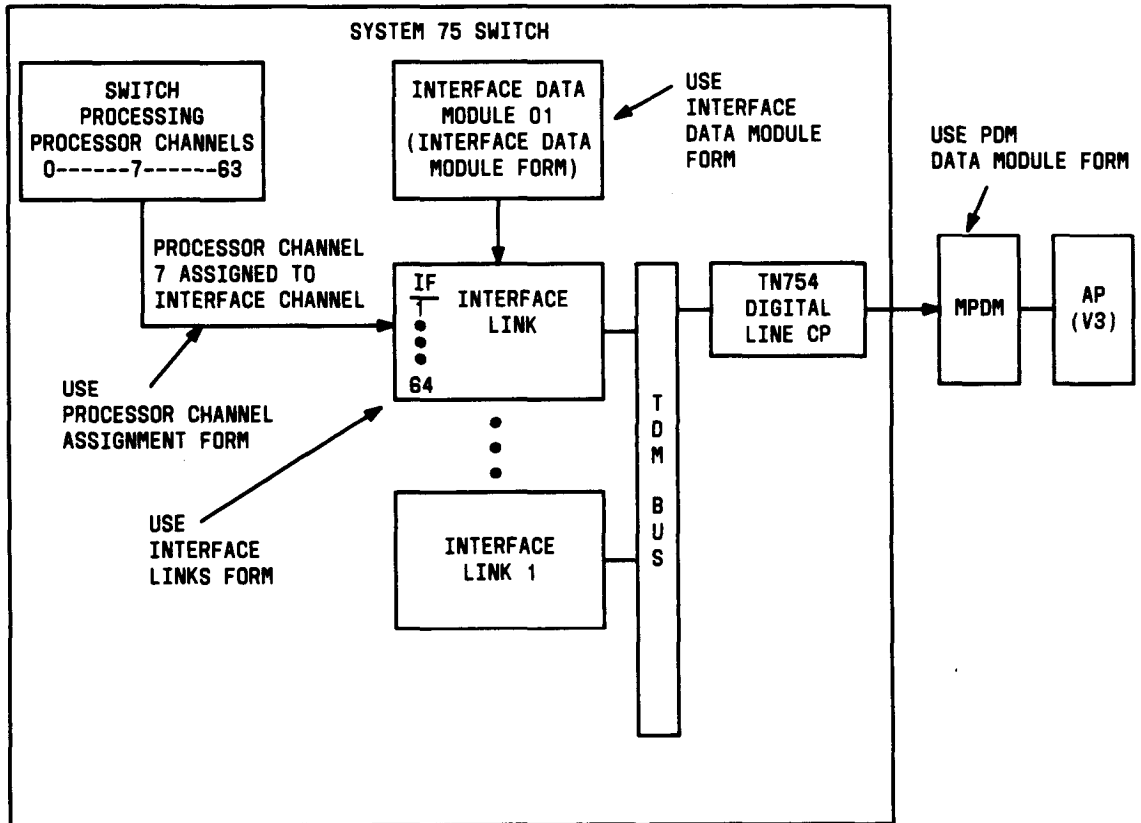 SYSTEM 75 SWITCH
SWITCH
PROCESSING
PROCESSOR CHANNELS
0------7------63
INTERFACE DATA
MODULE 01
(INTERFACE DATA
MODULE FORM)
USE
INTERFACE
DATA MODULE
FORM
USE PDM
DATA MODULE FORM
PROCESSOR CHANNEL
7 ASSIGNED TO
INTERFACE CHANNEL
IF
1
64
INTERFACE
LINK
TN754
DIGITAL
LINE CP
MPDM
AP
(V3)
USE
PROCESSOR CHANNEL
ASSIGNMENT FORM
TDM BUS
USE
INTERFACE
LINKS FORM
INTERFACE
LINK 1